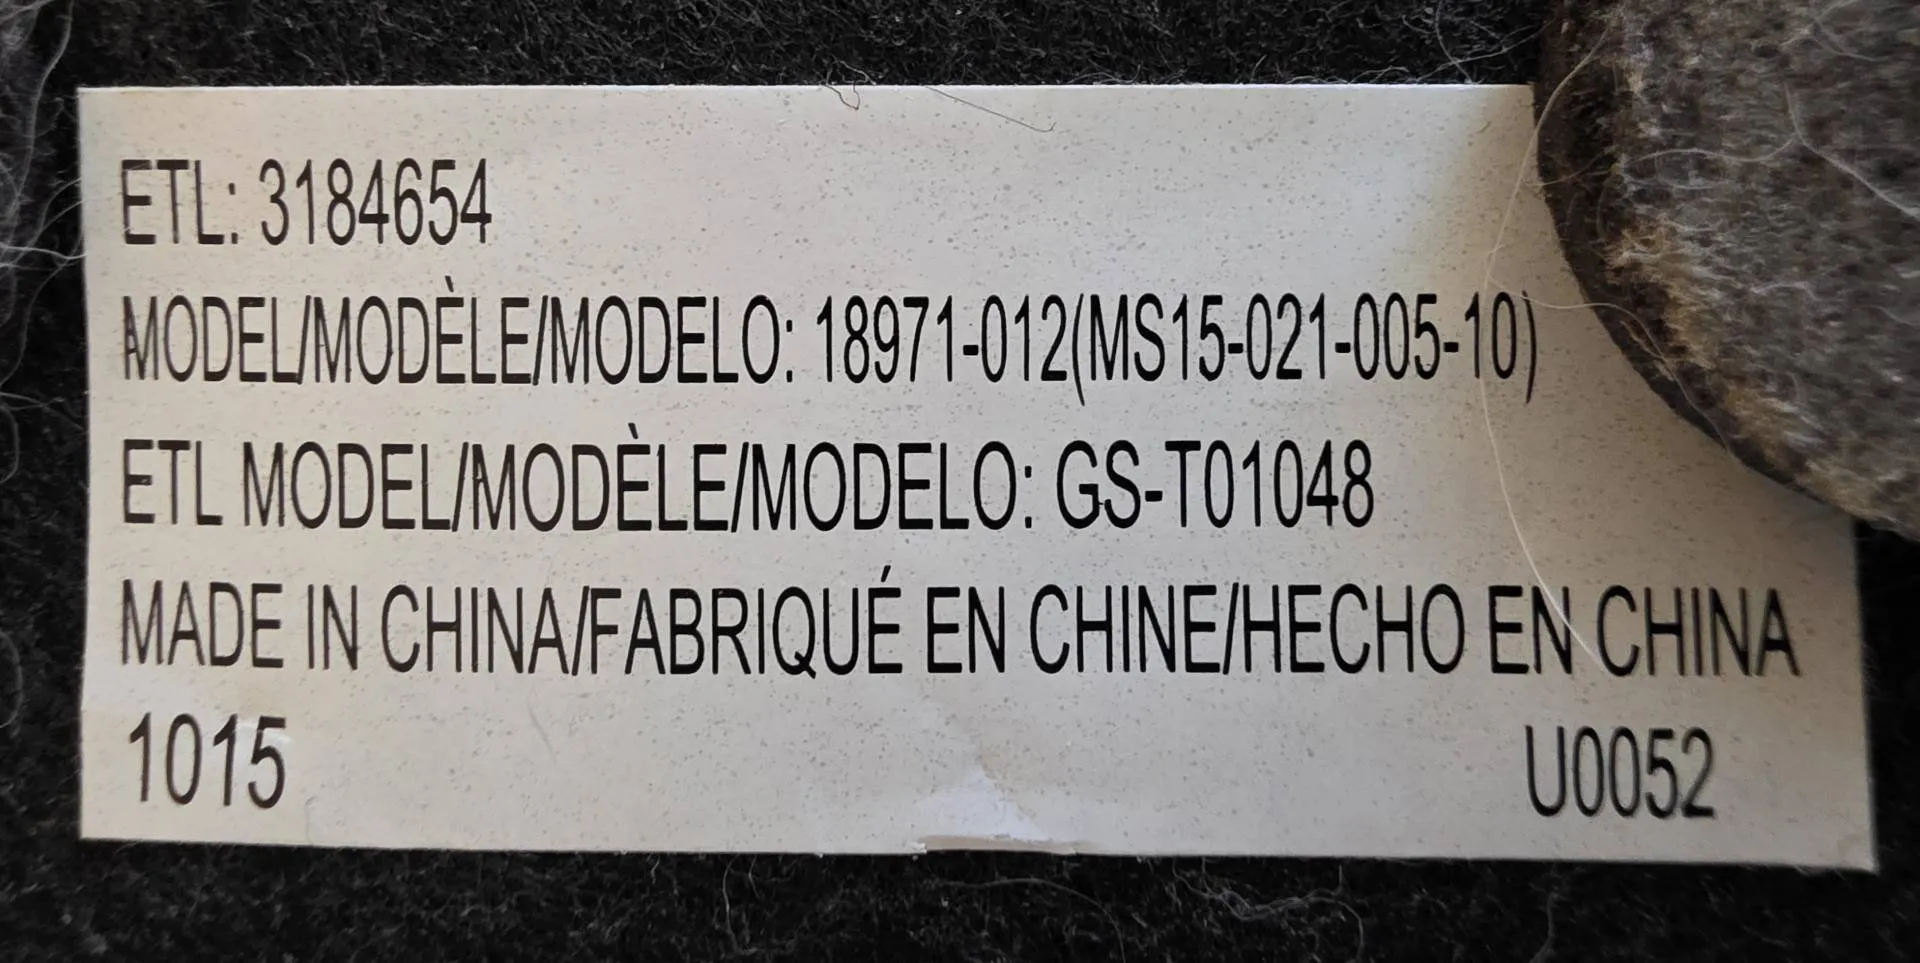 ETL: 3184654
MODEL/MODÈLE/MODELO: 18971-012(MS15-021-005-10)
ETL MODEL/MODÈLE/MODELO: GS-T01048
MADE IN CHINA/FABRIQUÉ EN CHINE/HECHO EN CHINA
1015 U0052